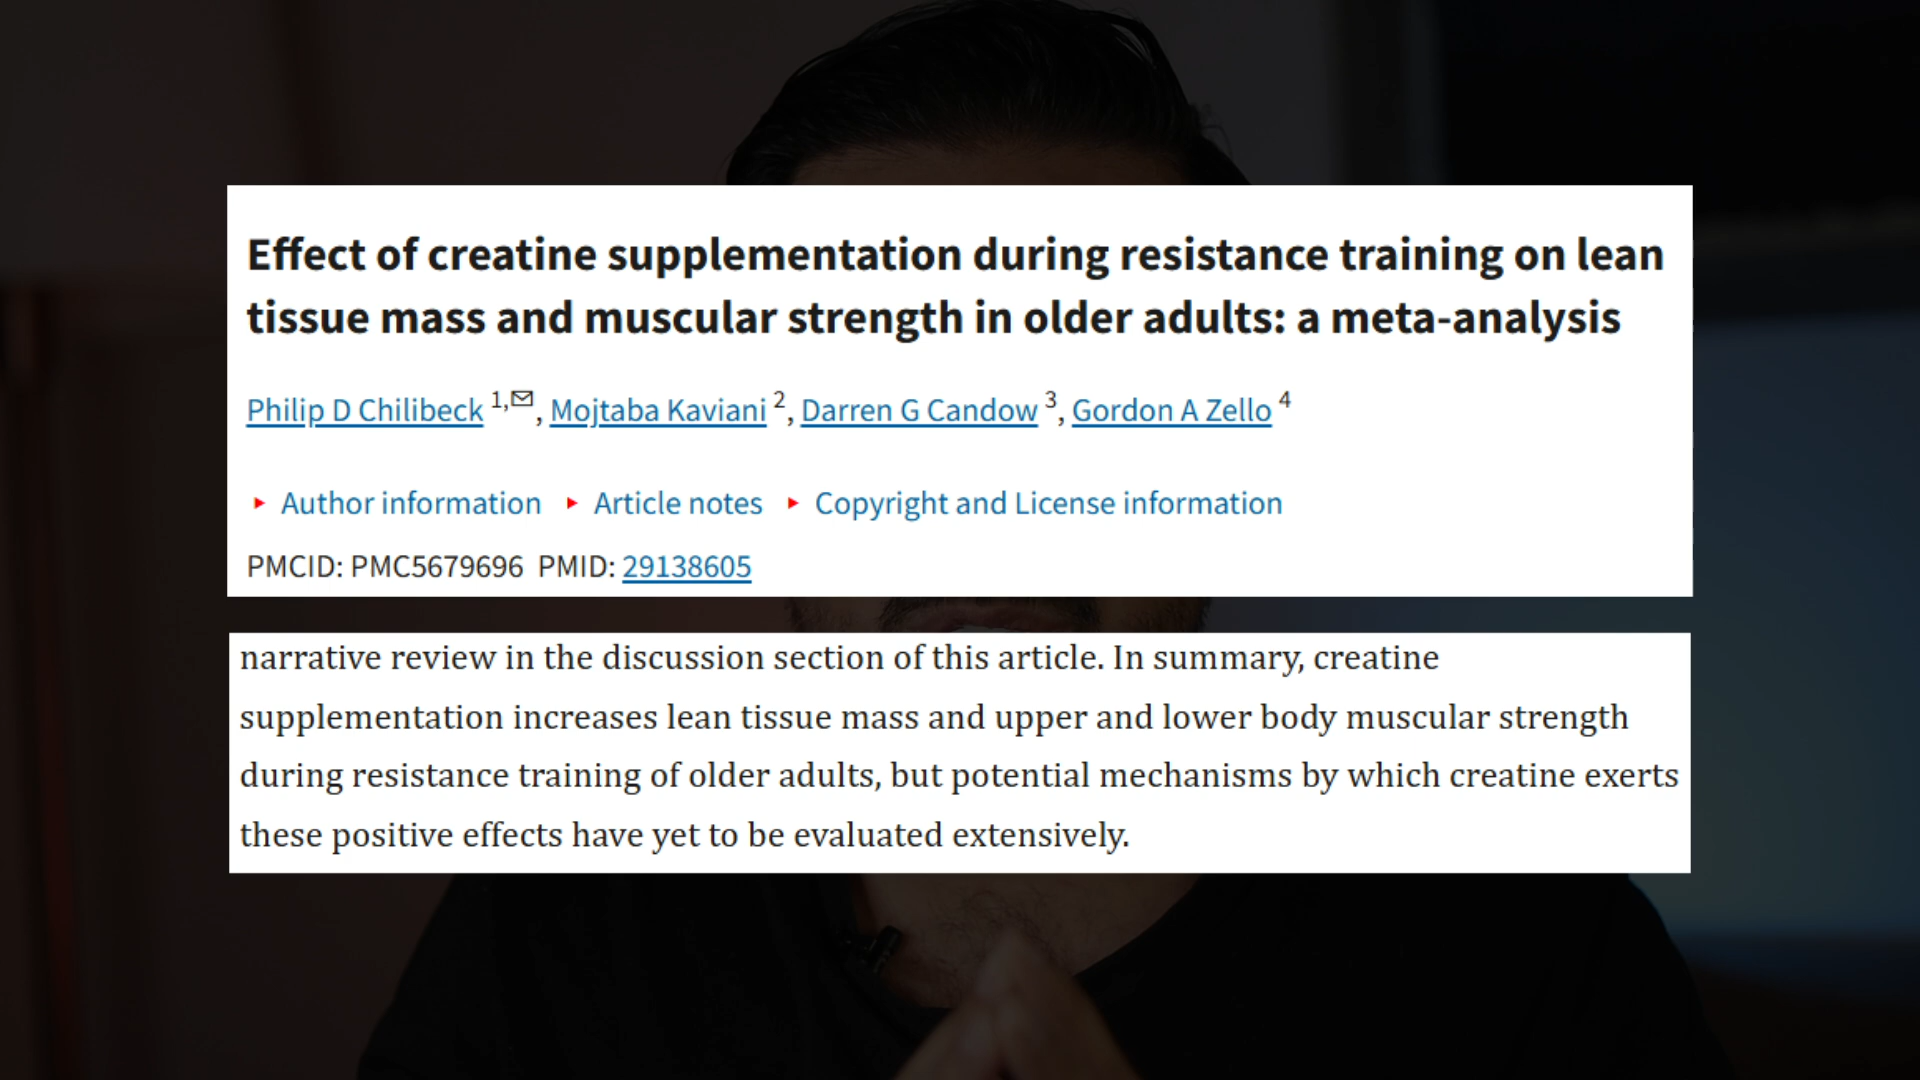 Effect of creatine supplementation during resistance training on lean
tissue mass and muscular strength in older adults: a meta-analysis
Philip D Chilibeck 1,✉, Mojtaba Kaviani 2, Darren G Candow 3, Gordon A Zello 4
▸ Author information ▸ Article notes ▸ Copyright and License information
PMCID: PMC5679696 PMID: 29138605
narrative review in the discussion section of this article. In summary, creatine
supplementation increases lean tissue mass and upper and lower body muscular strength
during resistance training of older adults, but potential mechanisms by which creatine exerts
these positive effects have yet to be evaluated extensively.